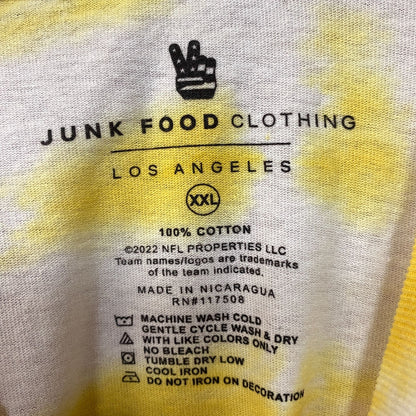 JUNK FOOD CLOTHING
LOS ANGELES
XXL
100% COTTON
©2022 NFL PROPERTIES LLC
Team names/logos are trademarks
of the team indicated.
MADE IN NICARAGUA
RN#117508
MACHINE WASH COLD
GENTLE CYCLE WASH & DRY
WITH LIKE COLORS ONLY
NO BLEACH
TUMBLE DRY LOW
COOL IRON
DO NOT IRON ON DECORATION